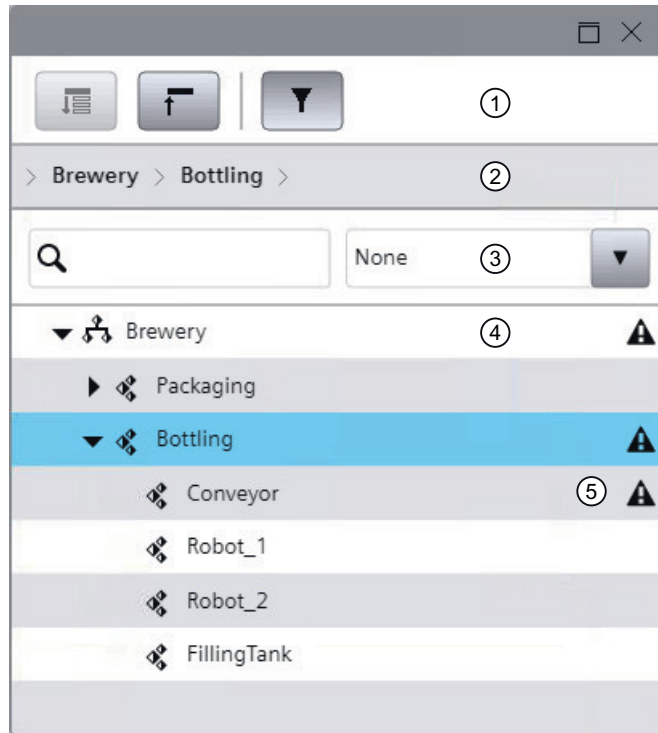 ①
> Brewery > Bottling > ②
None ③
Brewery ④
Packaging
Bottling
Conveyor ⑤
Robot_1
Robot_2
FillingTank